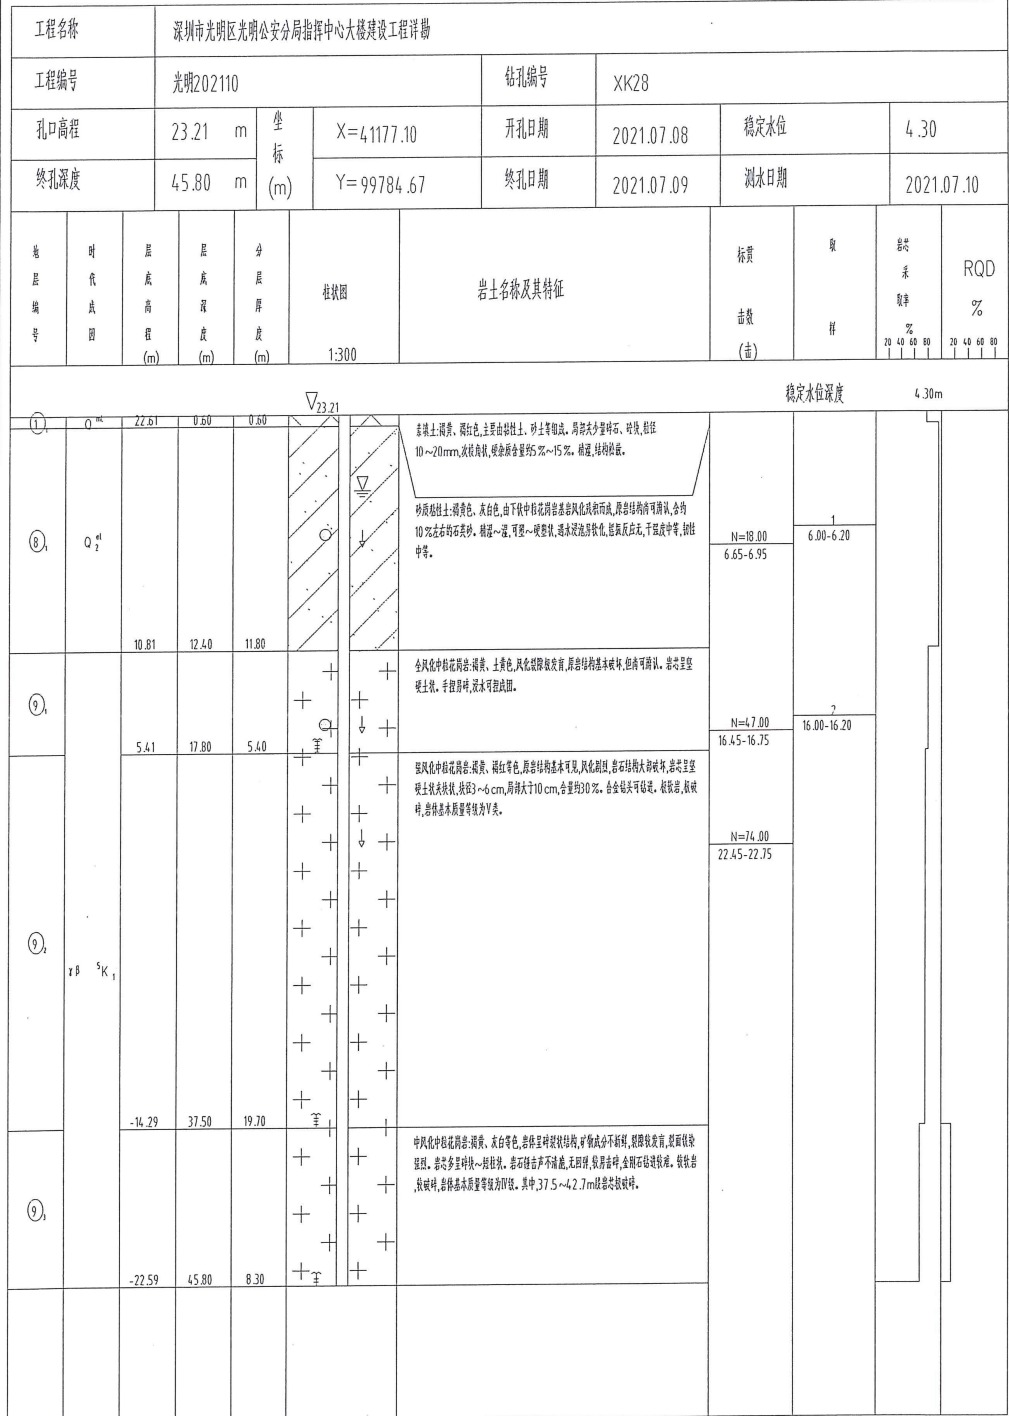 工程名称 深圳市光明区光明公安分局指挥中心大楼建设工程详勘
工程编号 光明202110 钻孔编号 XK28
孔口高程 23.21 m 坐标(m) X=41177.10 开孔日期 2021.07.08 稳定水位 4.30
终孔深度 45.80 m Y=99784.67 终孔日期 2021.07.09 测水日期 2021.07.10
地层编号 时代成因 层底高程(m) 层底深度(m) 分层厚度(m) 柱状图 1:300 岩土名称及其特征 标贯击数(击) 取样 岩芯采取率 % 20 40 60 80 RQD % 20 40 60 80
稳定水位深度 4.30m
23.21
①1 Q ml 22.61 0.60 0.60
素填土:褐黄、褐红色,主要由黏性土、砂土等组成。局部夹少量碎石、砼块,粒径
10~20mm,次棱角状,硬杂质含量约5%~15%。稍湿,结构松散。
砂质黏性土:褐黄色、灰白色,由下伏中粒花岗岩基岩风化残积而成,原岩结构尚可辨认,含约
10%左右的石英砂。稍湿~湿,可塑~硬塑状,遇水浸泡易软化,摇振反应无,干强度中等,韧性
中等。
⑧1 Q 2 el
N=18.00
6.65-6.95
1
6.00-6.20
10.81 12.40 11.80
全风化中粒花岗岩:褐黄、土黄色,风化裂隙极发育,原岩结构基本破坏,但尚可辨认。岩芯呈坚
硬土状。手捏易碎,浸水可捏成团。
⑨1
N=47.00
16.45-16.75
2
16.00-16.20
5.41 17.80 5.40
强风化中粒花岗岩:褐黄、褐红等色,原岩结构基本可见,风化剧烈,岩石结构大部破坏,岩芯呈坚
硬土状夹块状,块径3~6cm,局部大于10cm,含量约30%。合金钻头可钻进。极软岩,极破
碎,岩体基本质量等级为V类。
N=74.00
22.45-22.75
⑨2
γβ 5K1
-14.29 37.50 19.70
中风化中粒花岗岩:褐黄、灰白等色,岩体呈碎裂状结构,矿物成分不新鲜,裂隙较发育,裂面铁染
强烈。岩芯多呈碎块~短柱状。岩石锤击声不清脆,无回弹,较易击碎,金刚石钻进较难。较软岩
,较破碎,岩体基本质量等级为IV级。其中,37.5~42.7m段岩芯极破碎。
⑨3
-22.59 45.80 8.30